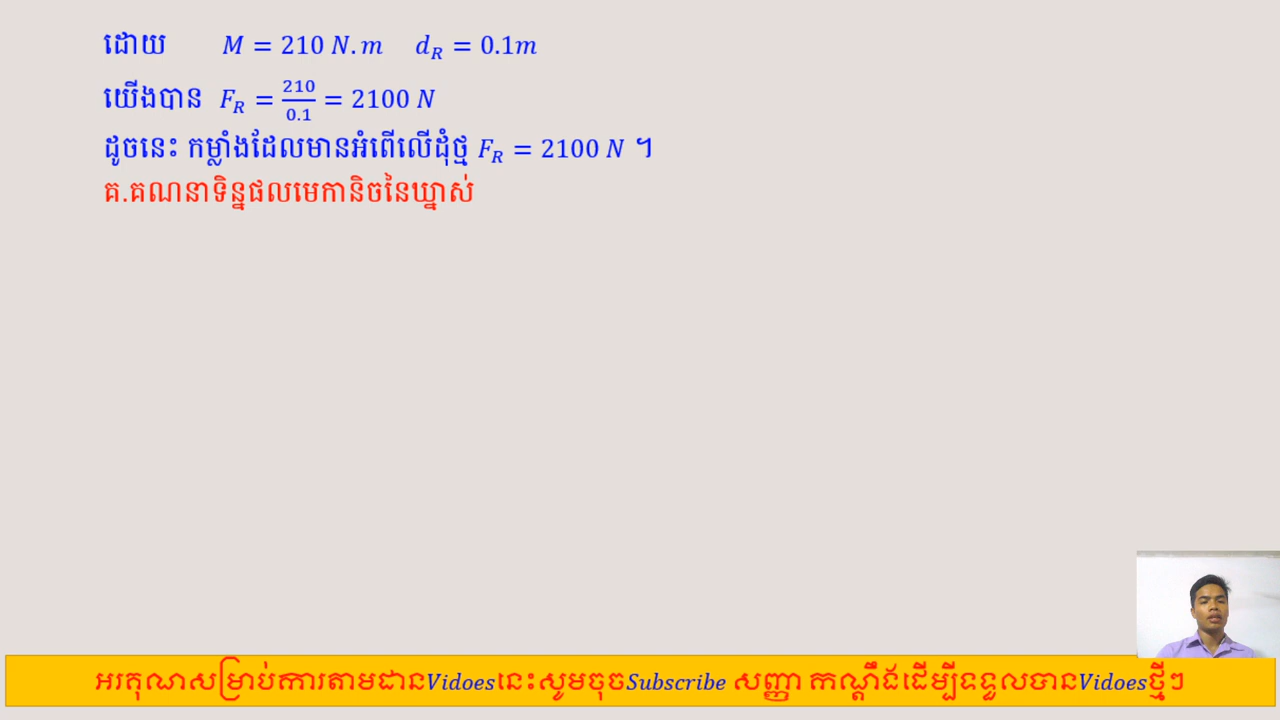 ដោយ M = 210 N.m d_R = 0.1m
យើងបាន F_R = 210/0.1 = 2100 N
ដូចនេះ កម្លាំងដែលមានអំពើលើដុំថ្ម F_R = 2100 N ។
គ.គណនាទិន្នផលមេកានិចនៃឃ្នាស់
អរគុណសម្រាប់ការតាមដានVidoesនេះសូមចុចSubscribe សញ្ញា កណ្ដឹងដើម្បីទទួលបានVidoesថ្មីៗ